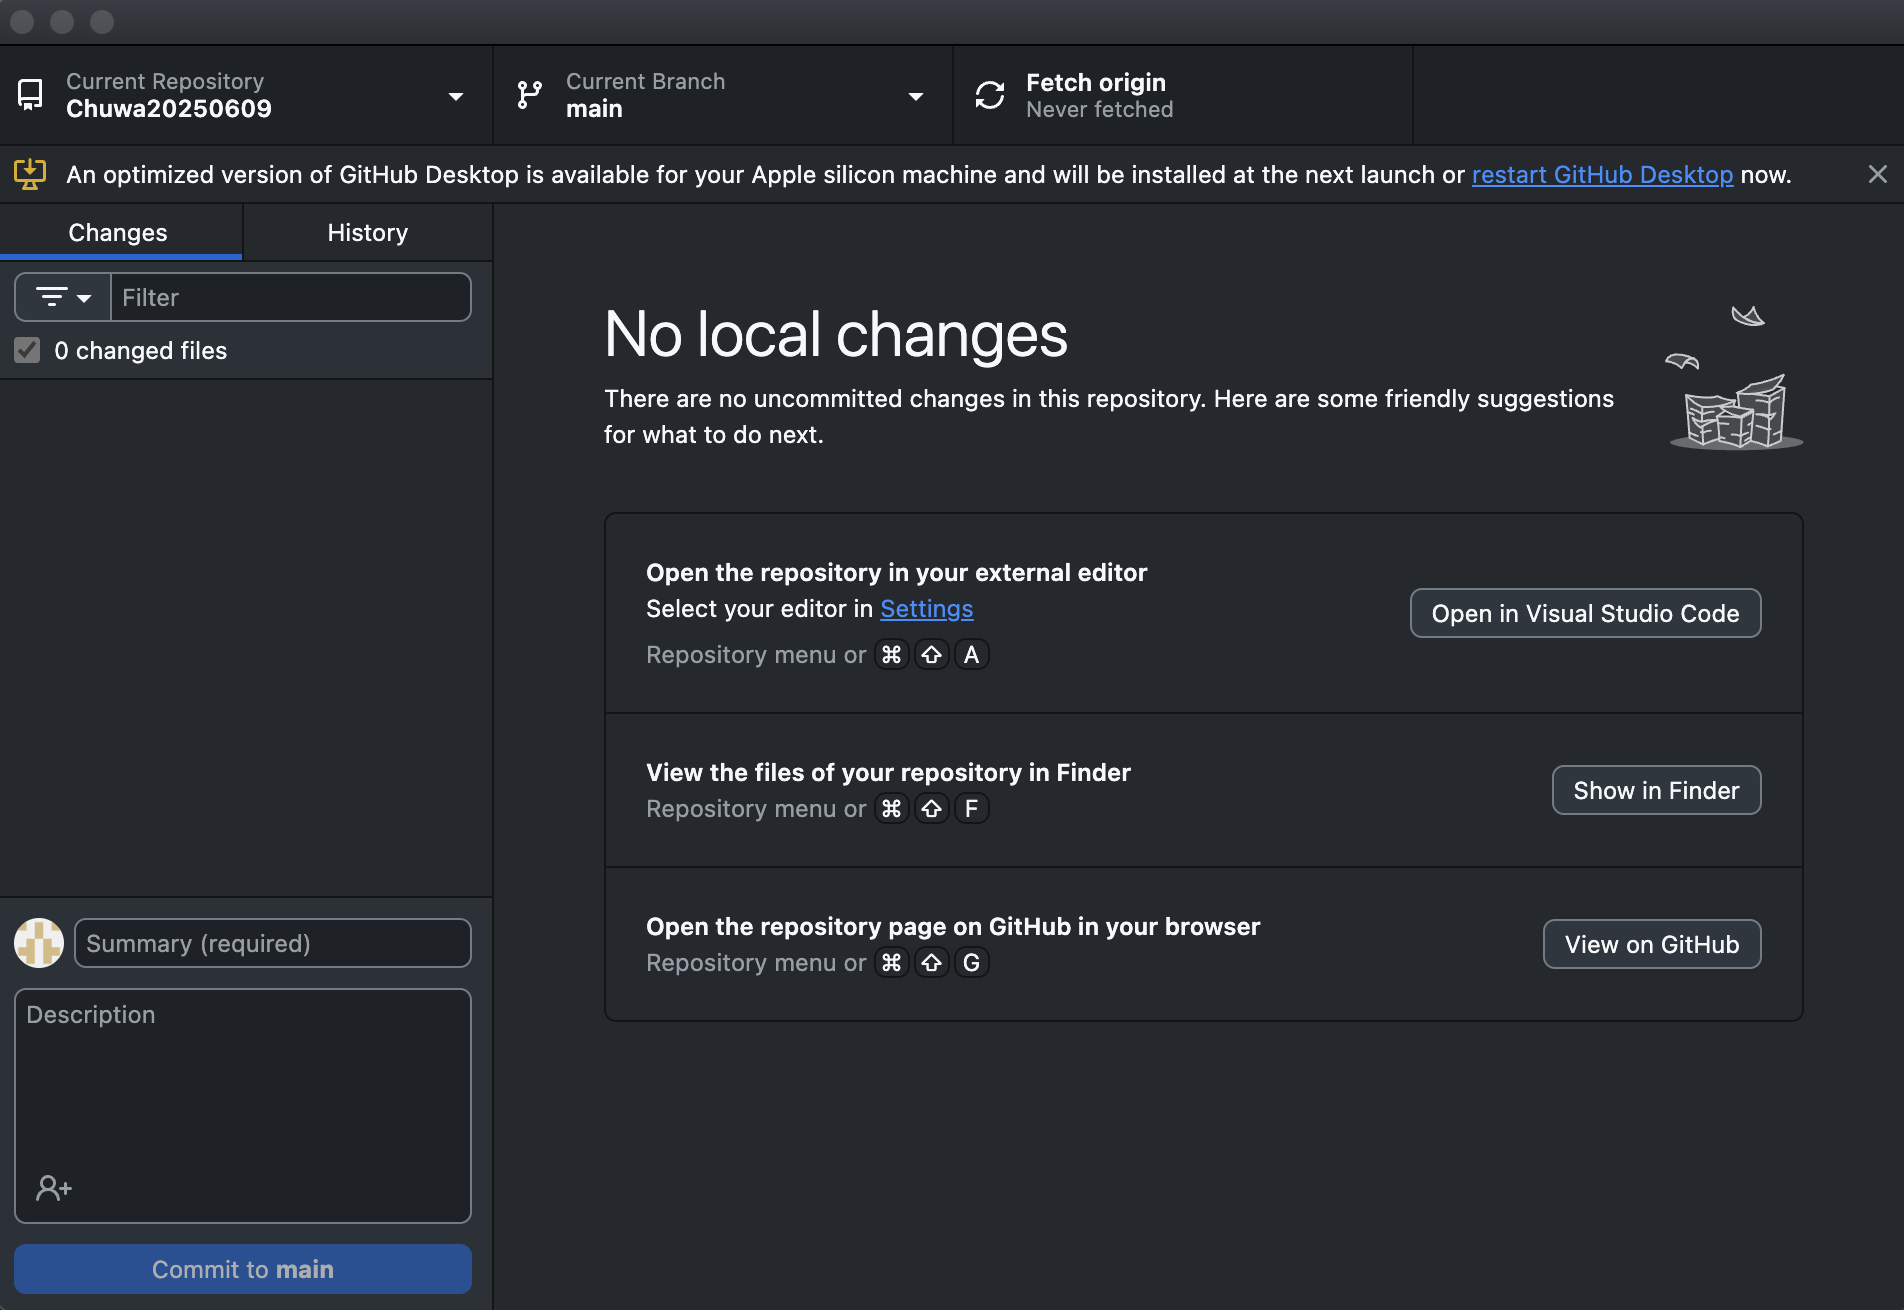 Current Repository
Chuwa20250609
Current Branch
main
Fetch origin
Never fetched
An optimized version of GitHub Desktop is available for your Apple silicon machine and will be installed at the next launch or restart GitHub Desktop now.
Changes
History
Filter
0 changed files
No local changes
There are no uncommitted changes in this repository. Here are some friendly suggestions
for what to do next.
Open the repository in your external editor
Select your editor in Settings
Repository menu or ⌘ ⇧ A
Open in Visual Studio Code
View the files of your repository in Finder
Repository menu or ⌘ ⇧ F
Show in Finder
Open the repository page on GitHub in your browser
Repository menu or ⌘ ⇧ G
View on GitHub
Summary (required)
Description
Commit to main